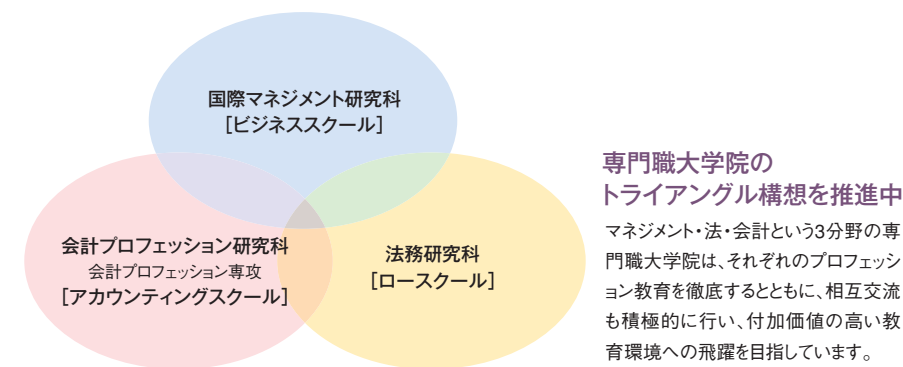 国際マネジメント研究科
［ビジネススクール］
会計プロフェッション研究科
会計プロフェッション専攻
［アカウンティングスクール］
法務研究科
［ロースクール］
専門職大学院の
トライアングル構想を推進中
マネジメント・法・会計という3分野の専
門職大学院は、それぞれのプロフェッシ
ョン教育を徹底するとともに、相互交流
も積極的に行い、付加価値の高い教
育環境への飛躍を目指しています。